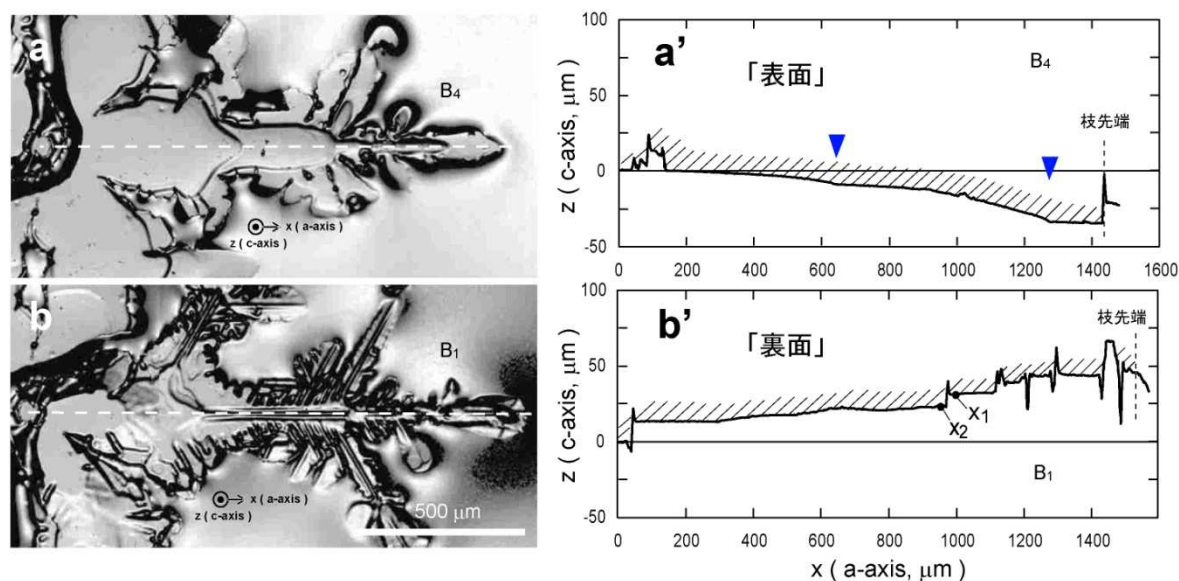 a
B4
x ( a-axis )
z ( c-axis )
b
B1
x ( a-axis )
z ( c-axis )
500 μm
a'
「表面」
B4
枝先端
z ( c-axis, μm )
100
50
0
-50
0 200 400 600 800 1000 1200 1400 1600
b'
「裏面」
枝先端
X1
X2
B1
z ( c-axis, μm )
100
50
0
-50
0 200 400 600 800 1000 1200 1400
x ( a-axis, μm )